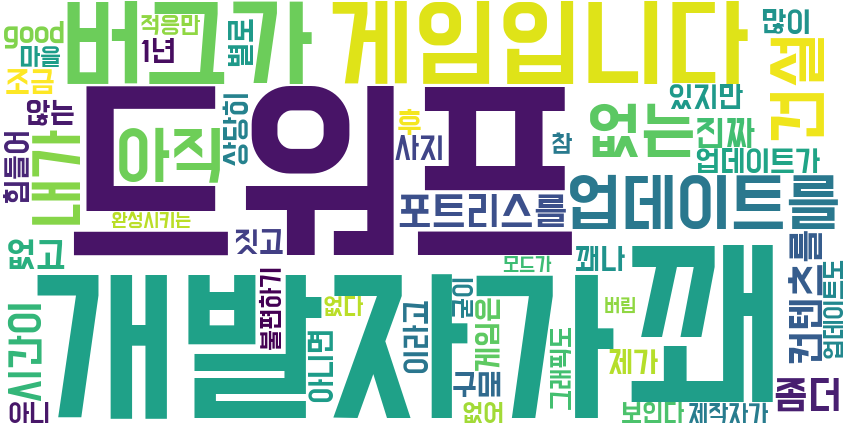 good
적응만
많이
버그가
게임입니다
마을
1년
별로
조금
건설
않는
드워프
있지만
힘들어
내가
아직
상당히
후
사지
참
없는
진짜
업데이트가
완성시키는
포트리스를
업데이트를
없고
짓고
모드가
꽤나
꽤
컨텐츠를
업데이트도
시간이
개발자가
불편하기
없다
아니면
이라고
굳이
게임은
그래픽도
버림
제가
아니
구매
없어
보인다
제작자가
좀더